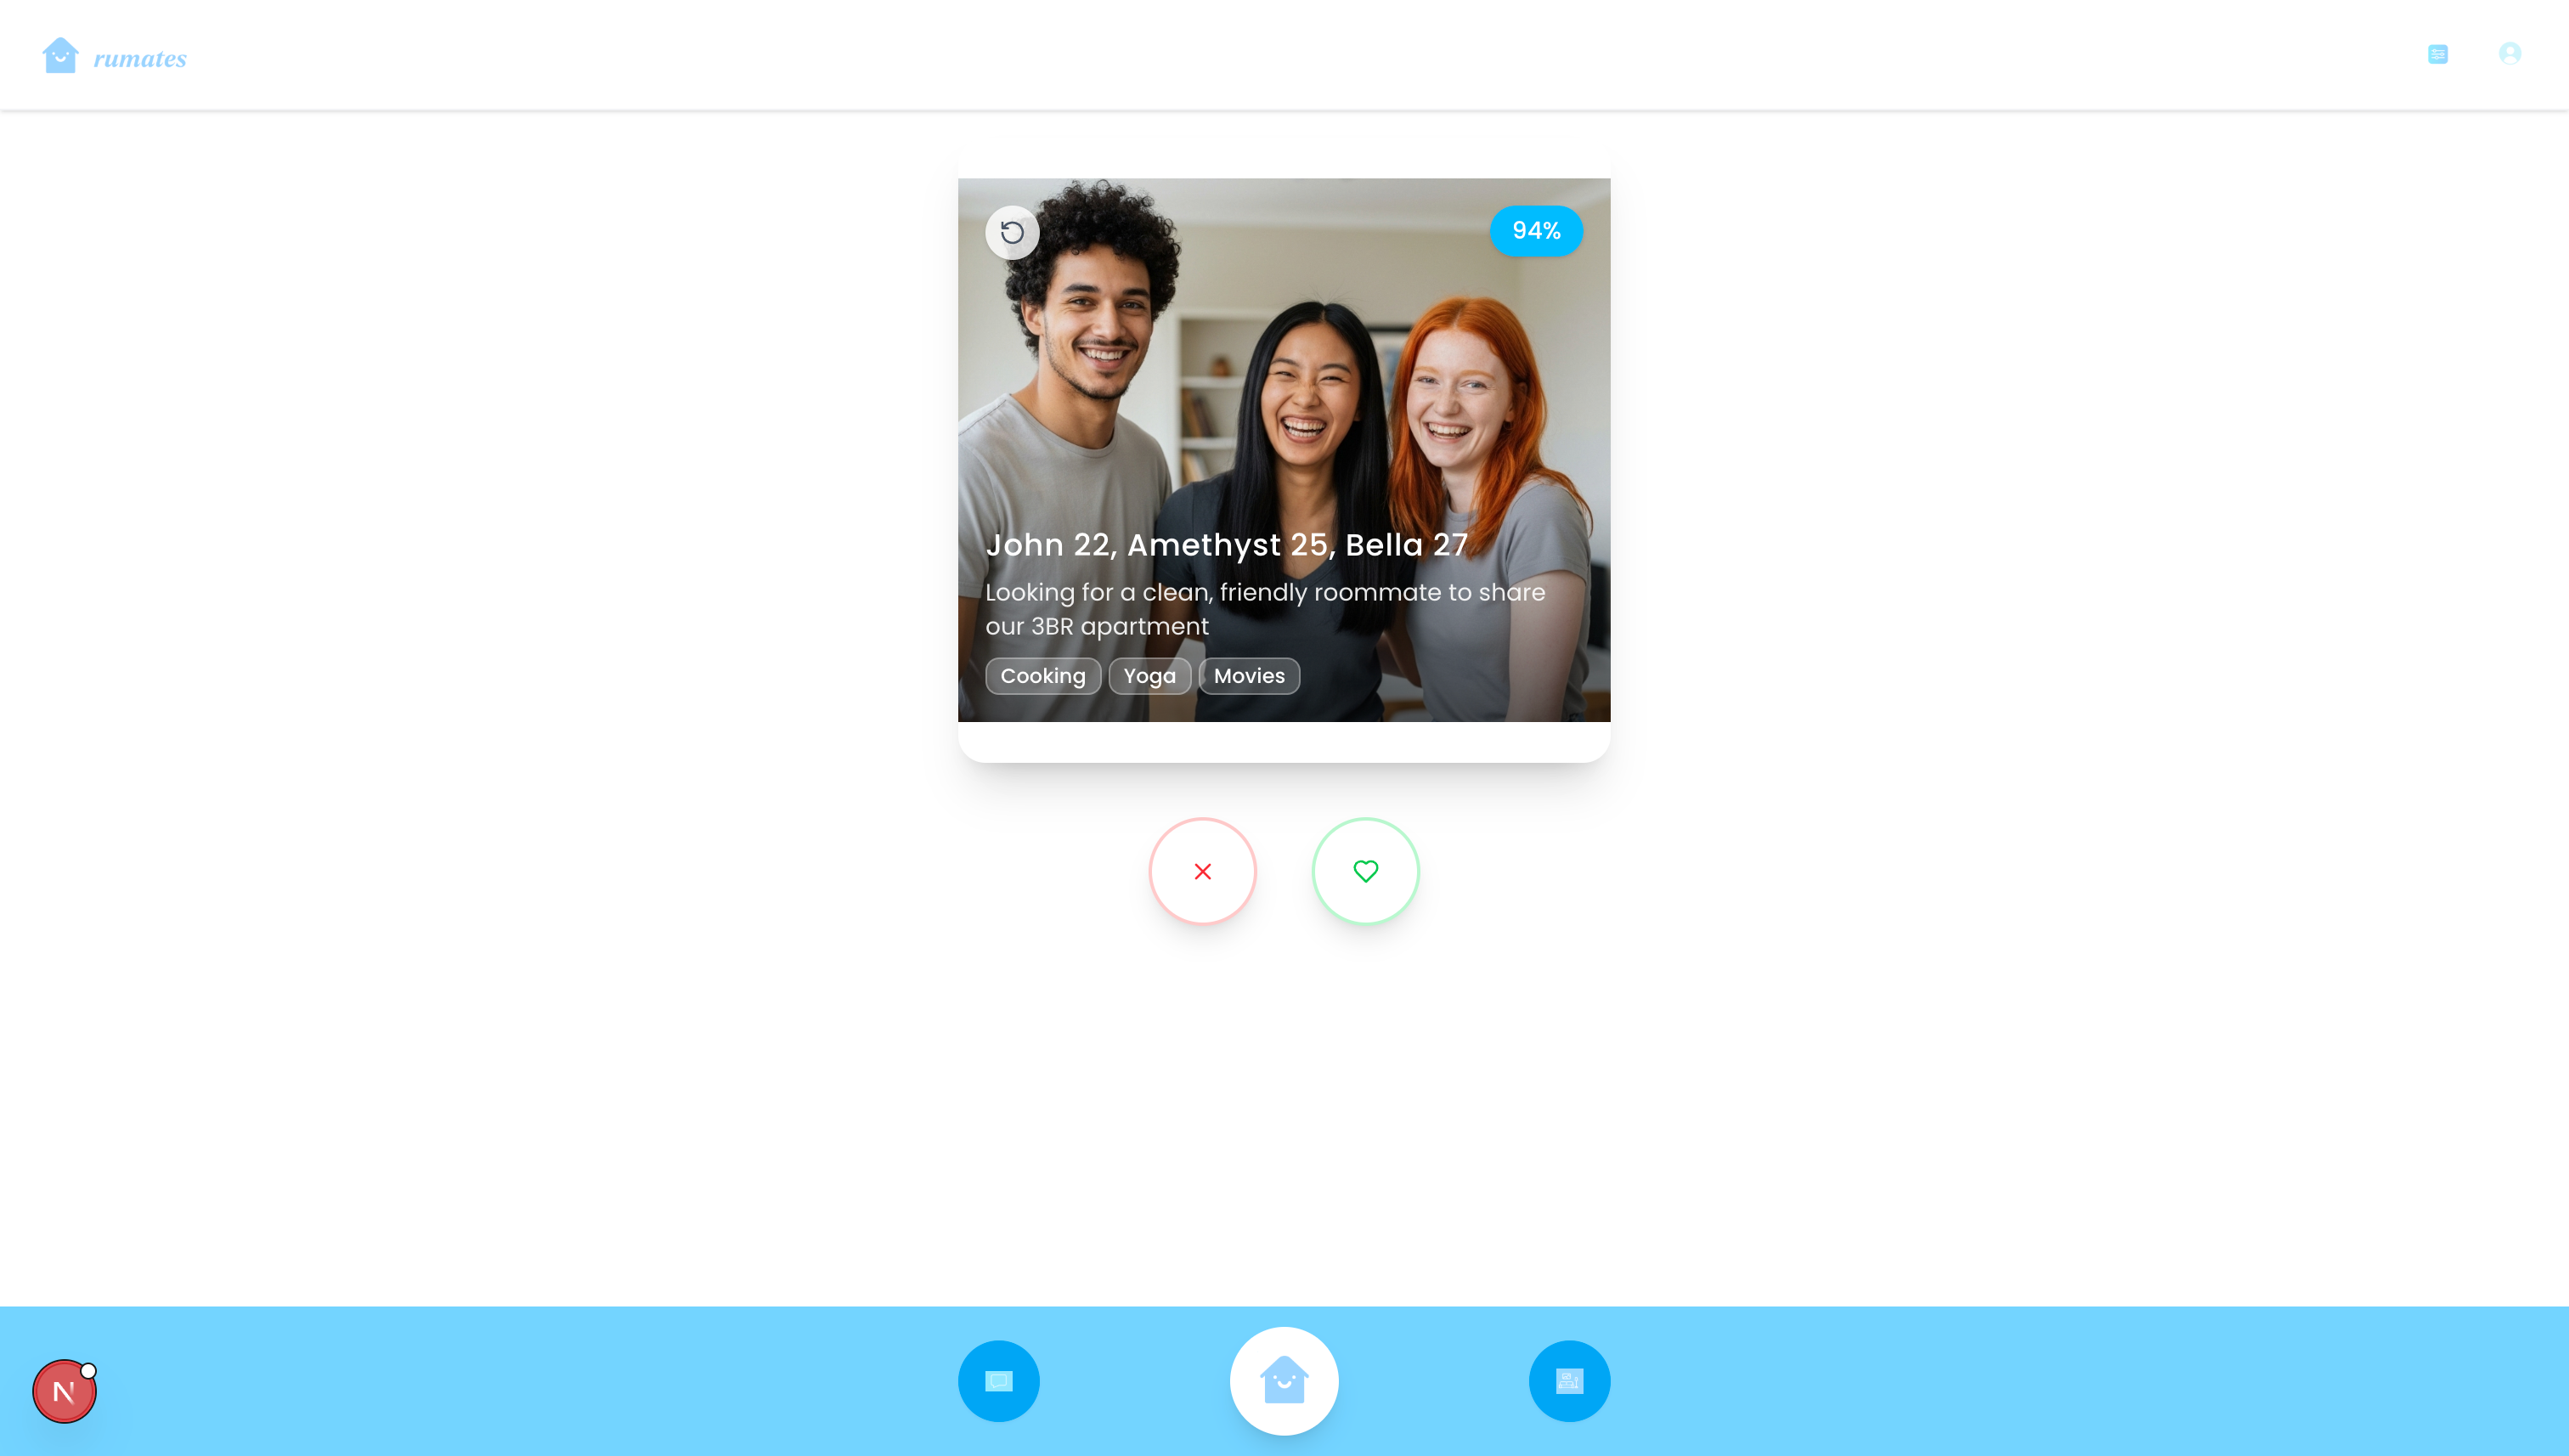 rumates
94%
John 22, Amethyst 25, Bella 27
Looking for a clean, friendly roommate to share
our 3BR apartment
Cooking
Yoga
Movies
N